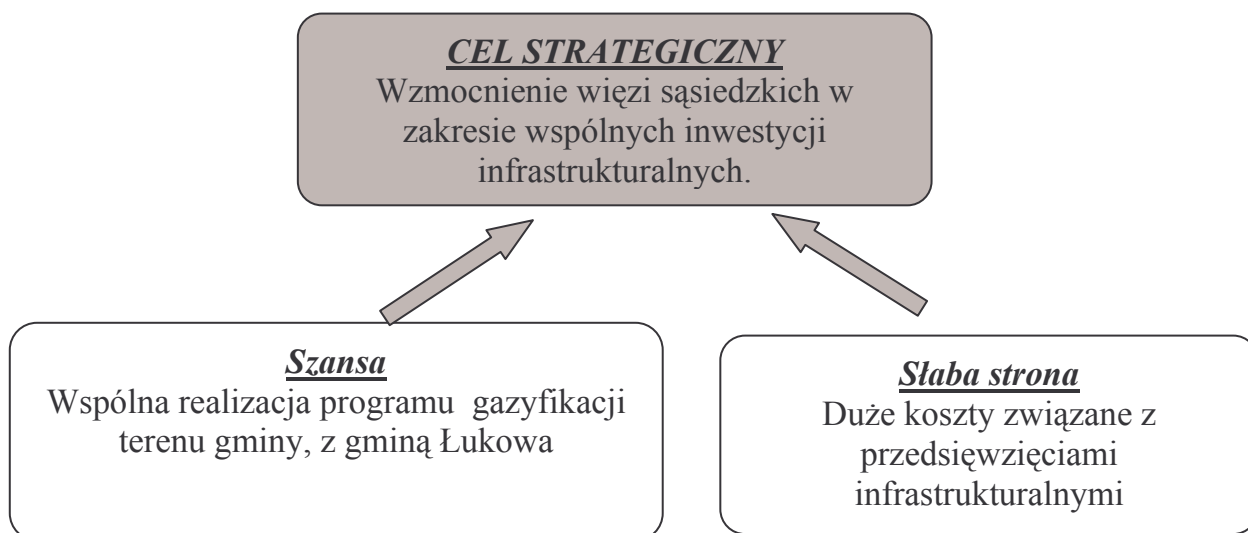 CEL STRATEGICZNY
Wzmocnienie więzi sąsiedzkich w
zakresie wspólnych inwestycji
infrastrukturalnych.
Szansa
Wspólna realizacja programu gazyfikacji
terenu gminy, z gminą Łukowa
Słaba strona
Duże koszty związane z
przedsięwzięciami
infrastrukturalnymi